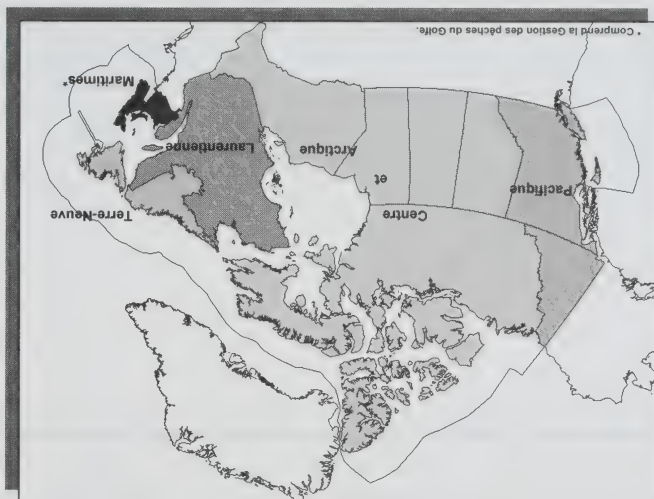 Terre-Neuve
Centre
Pacifique
et
Arctique
Laurentienne
Maritimes*
* Comprend la Gestion des pêches du Golfe.